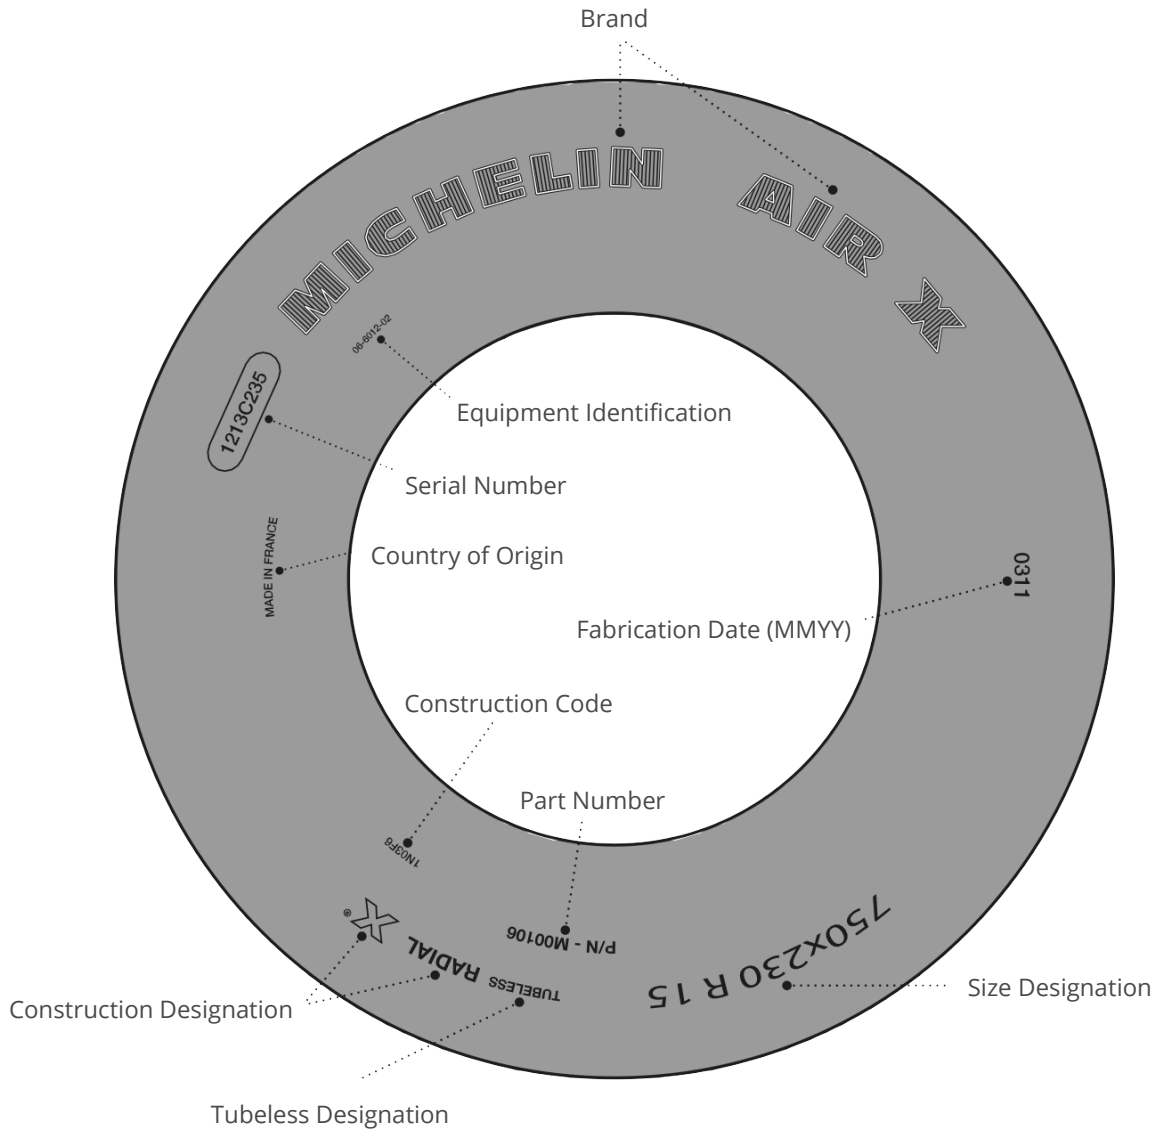 Brand
MICHELIN AIR X
06-6012-02
Equipment Identification
1213C235
Serial Number
MADE IN FRANCE
Country of Origin
0311
Fabrication Date (MMYY)
Construction Code
1N03F6
Part Number
P/N - M00106
750x230 R 15
Size Designation
X®
RADIAL
TUBELESS
Construction Designation
Tubeless Designation